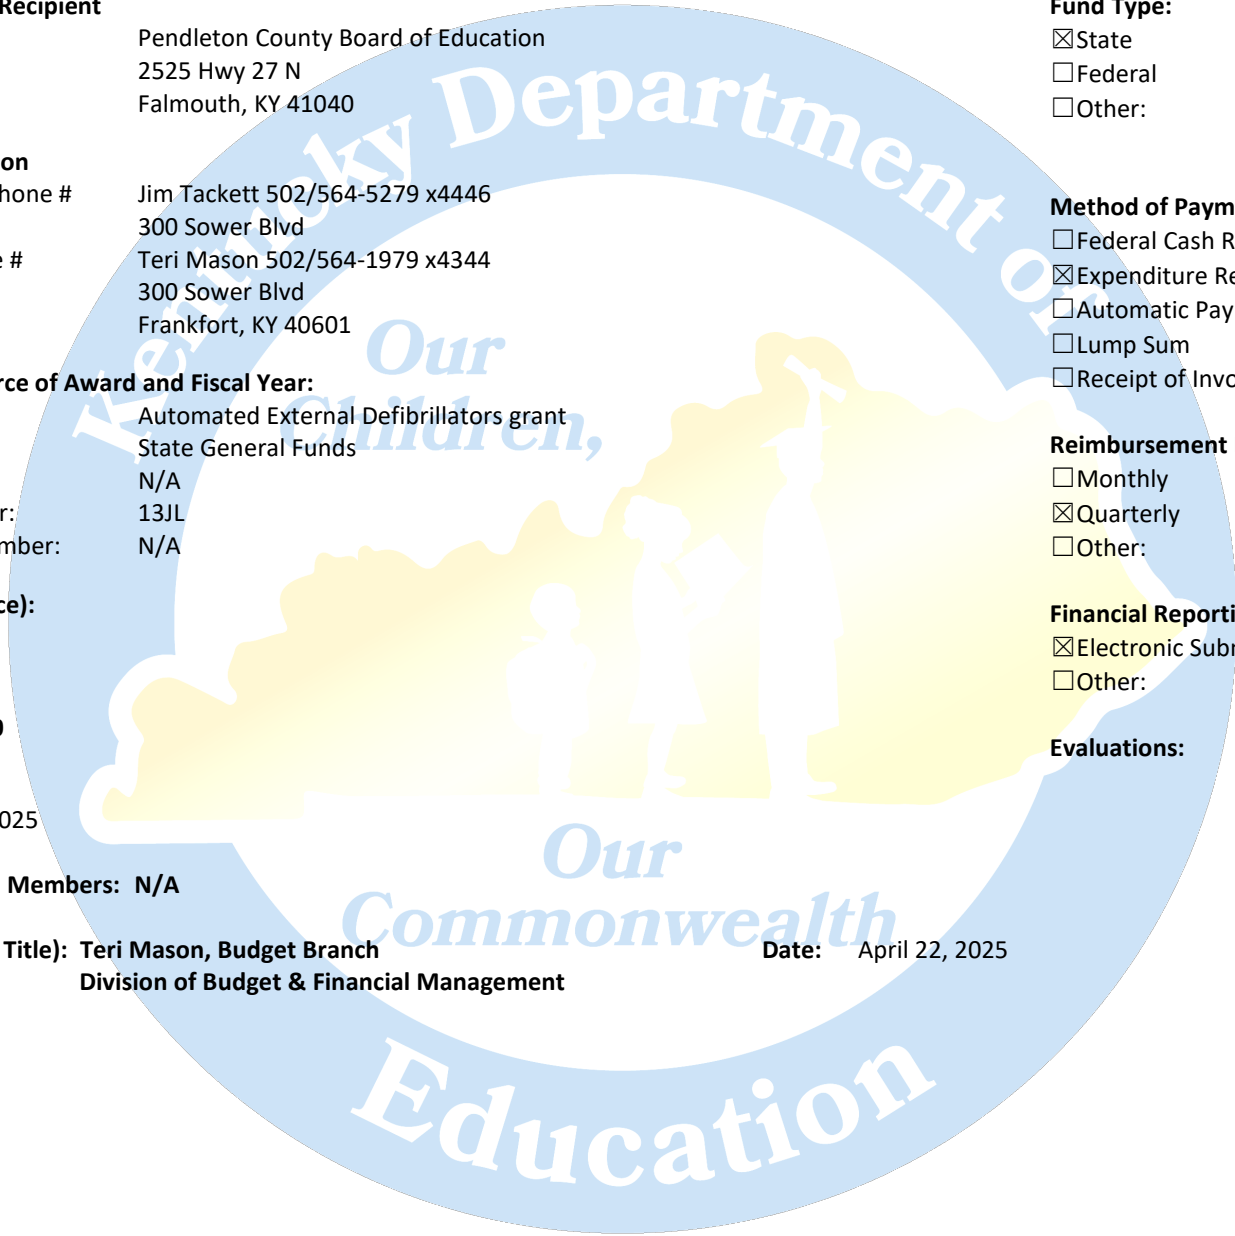 Recipient
Pendleton County Board of Education
2525 Hwy 27 N
Falmouth, KY 41040
on
hone # Jim Tackett 502/564-5279 x4446
300 Sower Blvd
e # Teri Mason 502/564-1979 x4344
300 Sower Blvd
Frankfort, KY 40601
rce of Award and Fiscal Year:
Automated External Defibrillators grant
State General Funds
N/A
r: 13JL
mber: N/A
ce):
025
Members: N/A
Title): Teri Mason, Budget Branch
Division of Budget & Financial Management
Date: April 22, 2025
Fund Type:
☒State
☐Federal
☐Other:
Method of Paym
☐Federal Cash R
☒Expenditure Re
☐Automatic Pay
☐Lump Sum
☐Receipt of Invo
Reimbursement
☐Monthly
☒Quarterly
☐Other:
Financial Reporti
☒Electronic Subr
☐Other:
Evaluations:
Kentucky Department of
Education
Our
Children,
Our
Commonwealth